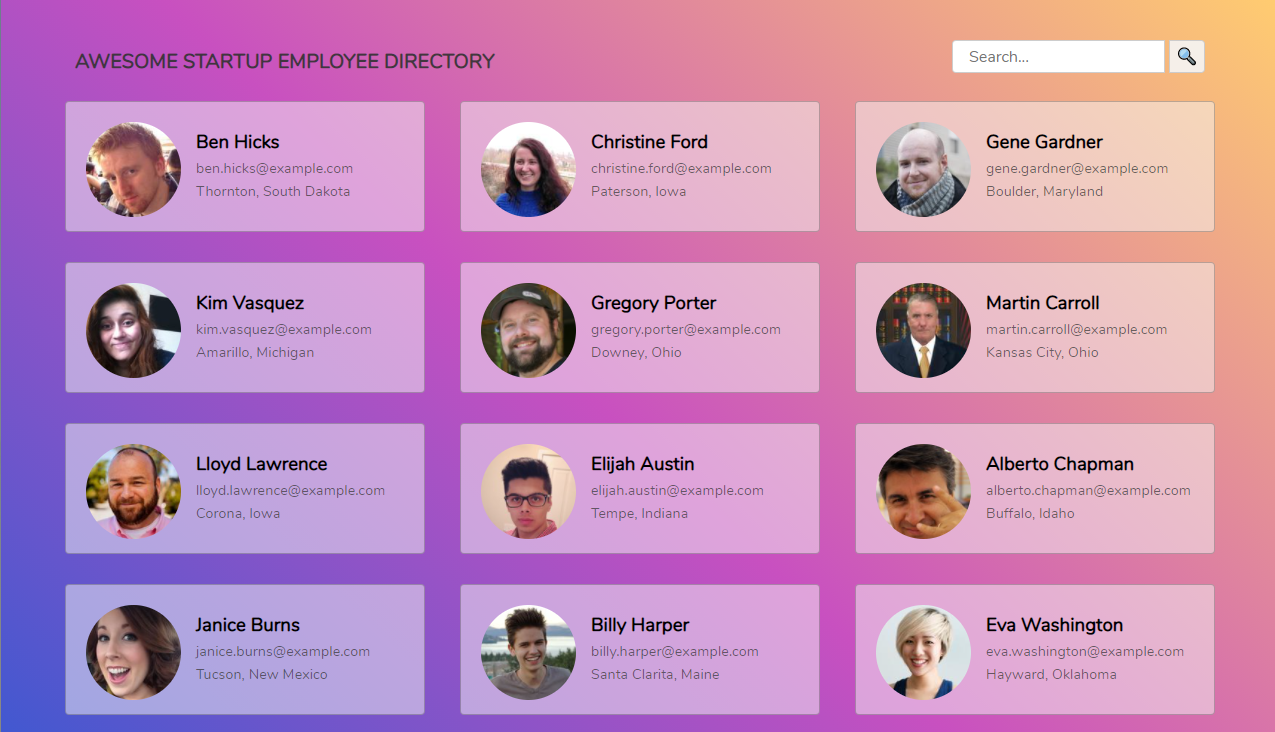 AWESOME STARTUP EMPLOYEE DIRECTORY
Search...
Ben Hicks
ben.hicks@example.com
Thornton, South Dakota
Christine Ford
christine.ford@example.com
Paterson, Iowa
Gene Gardner
gene.gardner@example.com
Boulder, Maryland
Kim Vasquez
kim.vasquez@example.com
Amarillo, Michigan
Gregory Porter
gregory.porter@example.com
Downey, Ohio
Martin Carroll
martin.carroll@example.com
Kansas City, Ohio
Lloyd Lawrence
lloyd.lawrence@example.com
Corona, Iowa
Elijah Austin
elijah.austin@example.com
Tempe, Indiana
Alberto Chapman
alberto.chapman@example.com
Buffalo, Idaho
Janice Burns
janice.burns@example.com
Tucson, New Mexico
Billy Harper
billy.harper@example.com
Santa Clarita, Maine
Eva Washington
eva.washington@example.com
Hayward, Oklahoma